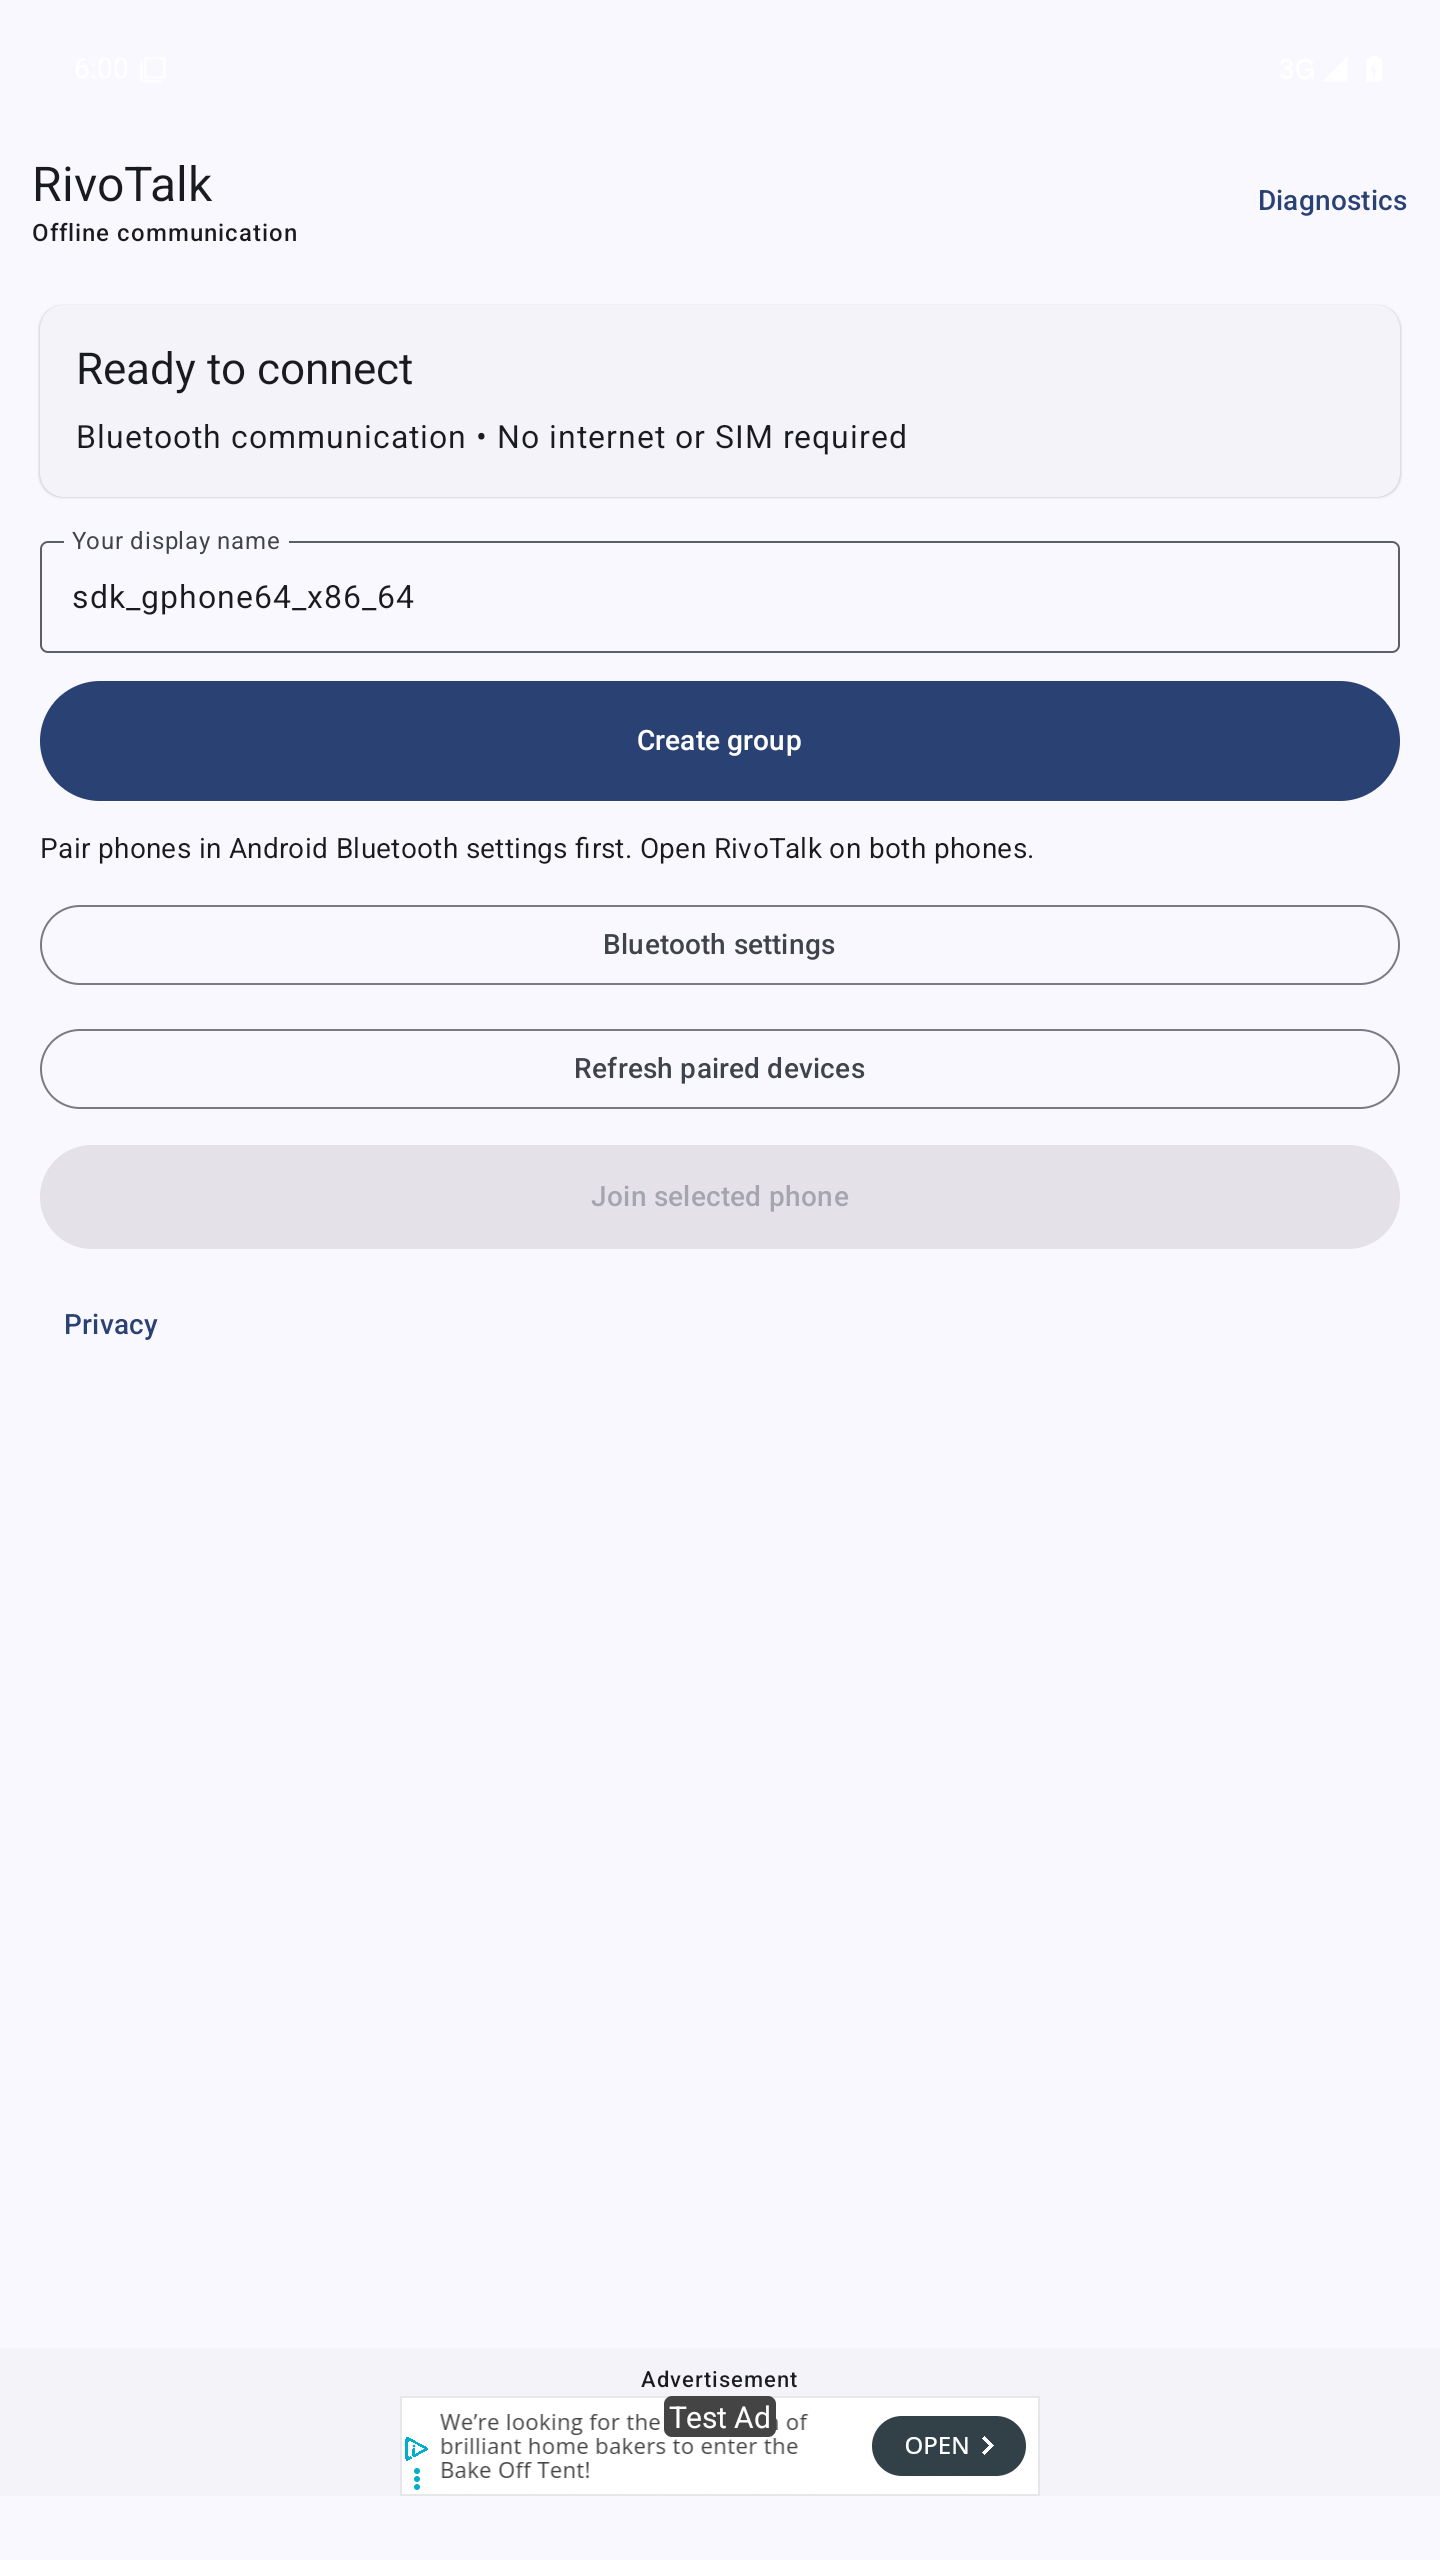 6:00
3G
RivoTalk
Offline communication
Diagnostics
Ready to connect
Bluetooth communication • No internet or SIM required
Your display name
sdk_gphone64_x86_64
Create group
Pair phones in Android Bluetooth settings first. Open RivoTalk on both phones.
Bluetooth settings
Refresh paired devices
Join selected phone
Privacy
Advertisement
Test Ad
We’re looking for the of
brilliant home bakers to enter the
Bake Off Tent!
OPEN